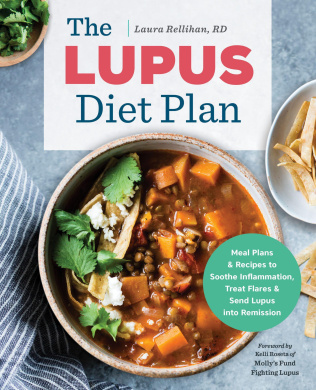 The
Laura Rellihan, RD
LUPUS
Diet Plan
Meal Plans
& Recipes to
Soothe Inflammation,
Treat Flares &
Send Lupus
into Remission
Foreword by
Kelli Roseta of
Molly's Fund
Fighting Lupus